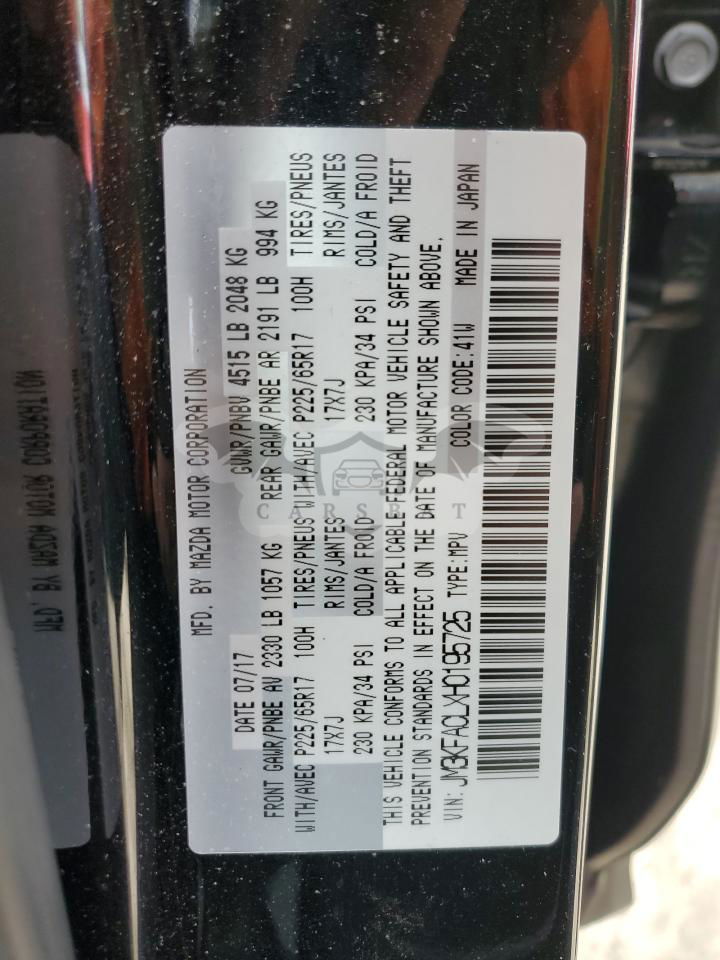 MFD. BY MAZDA MOTOR CORPORATION
DATE 07/17 GVWR/PNBV 4515 LB 2048 KG
FRONT GAWR/PNBE AV 2330 LB 1057 KG REAR GAWR/PNBE AR 2191 LB 994 KG
WITH/AVEC P225/65R17 100H TIRES/PNEUS WITH/AVEC P225/65R17 100H TIRES/PNEUS
17X7J RIMS/JANTES 17X7J RIMS/JANTES
230 KPA/34 PSI COLD/A FROID 230 KPA/34 PSI COLD/A FROID
THIS VEHICLE CONFORMS TO ALL APPLICABLE FEDERAL MOTOR VEHICLE SAFETY AND THEFT
PREVENTION STANDARDS IN EFFECT ON THE DATE OF MANUFACTURE SHOWN ABOVE.
VIN: JM3KFACLXH0195725 TYPE:MPV COLOR CODE:41W MADE IN JAPAN